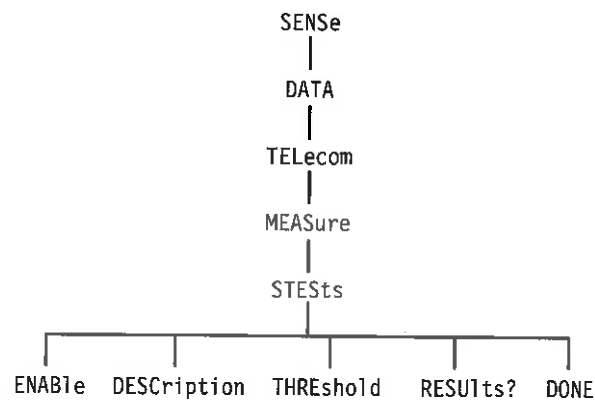 SENSe
DATA
TELecom
MEASure
STESts
ENABle DESCription THREshold RESUlts? DONE